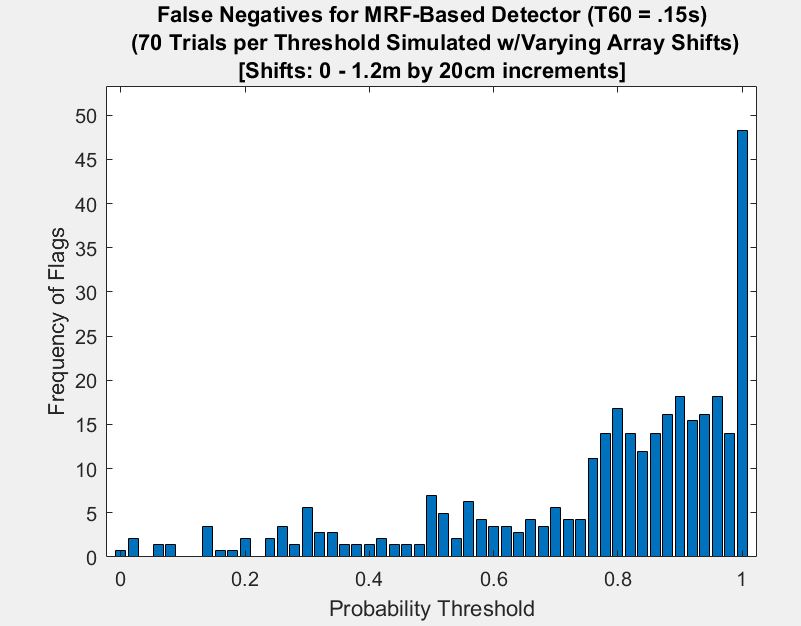 False Negatives for MRF-Based Detector (T60 = .15s)
(70 Trials per Threshold Simulated w/Varying Array Shifts)
[Shifts: 0 - 1.2m by 20cm increments]
Frequency of Flags
50
45
40
35
30
25
20
15
10
5
0
0 0.2 0.4 0.6 0.8 1
Probability Threshold